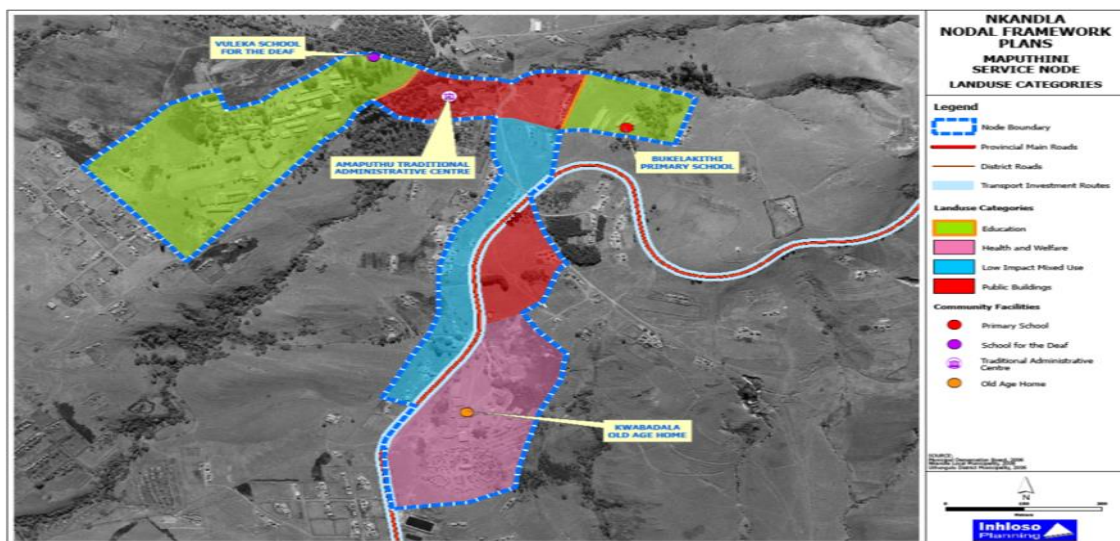 VULEKA SCHOOL
FOR THE DEAF
AMAPUTHU TRADITIONAL
ADMINISTRATIVE CENTRE
BUKELAKITHI
PRIMARY SCHOOL
KWABADALA
OLD AGE HOME
NKANDLA
NODAL FRAMEWORK
PLANS
MAPUTHINI
SERVICE NODE
LANDUSE CATEGORIES
Legend
Node Boundary
Provincial Main Roads
District Roads
Transport Investment Routes
Landuse Categories
Education
Health and Welfare
Low Impact Mixed Use
Public Buildings
Community Facilities
Primary School
School for the Deaf
Traditional Administrative
Centre
Old Age Home
SOURCE:
N
Inhloso
Planning